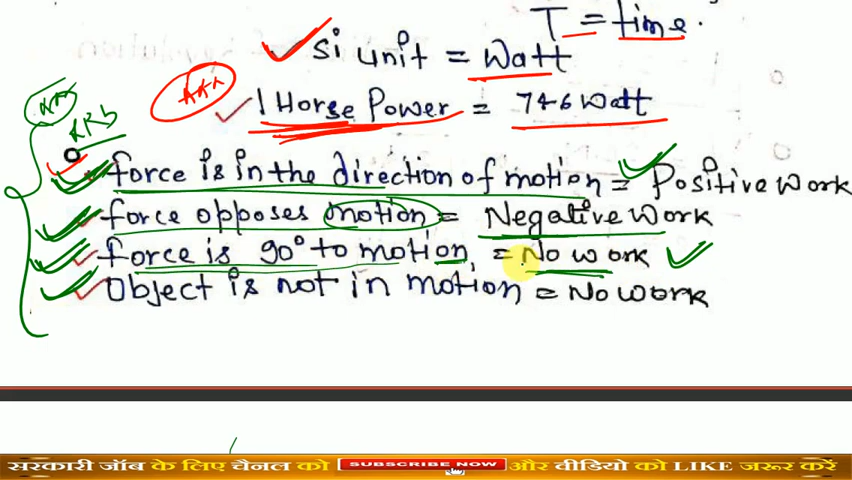 T = time.
SI unit = Watt
1 Horse Power = 746 Watt
RRB
force is in the direction of motion = Positive Work
force opposes motion = Negative Work
force is 90° to motion = No work
Object is not in motion = No work
सरकारी जॉब के लिए चैनल को SUBSCRIBE NOW और वीडियो को LIKE जरूर करें